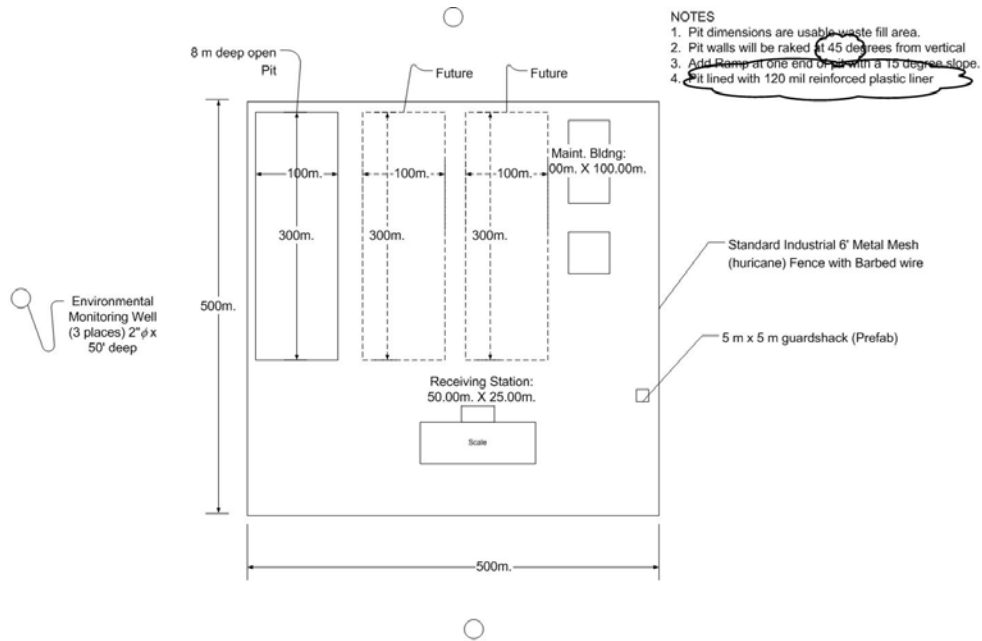 NOTES
1. Pit dimensions are usable waste fill area.
2. Pit walls will be raked at 45 degrees from vertical
3. Add Ramp at one end of pit with a 15 degree slope.
4. Pit lined with 120 mil reinforced plastic liner
8 m deep open
Pit
Future
Future
Maint. Bldng:
00m. X 100.00m.
100m.
100m.
100m.
300m.
300m.
300m.
Standard Industrial 6' Metal Mesh
(huricane) Fence with Barbed wire
500m.
Environmental
Monitoring Well
(3 places) 2"ϕ x
50' deep
5 m x 5 m guardshack (Prefab)
Receiving Station:
50.00m. X 25.00m.
Scale
500m.